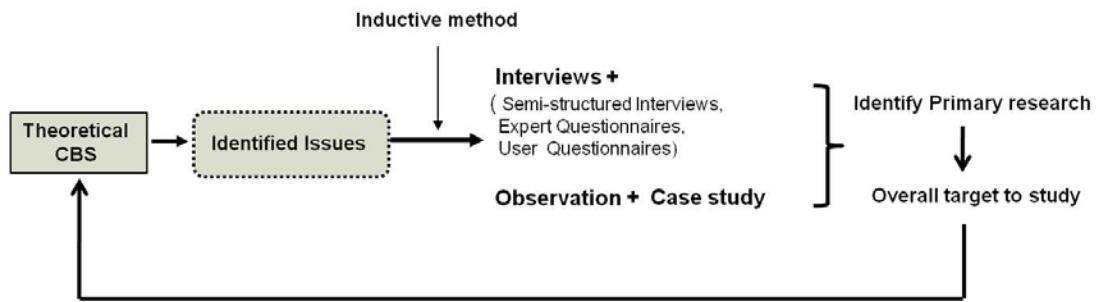 Inductive method
Theoretical
CBS
Identified Issues
Interviews +
( Semi-structured Interviews,
Expert Questionnaires,
User Questionnaires)
Observation + Case study
Identify Primary research
Overall target to study